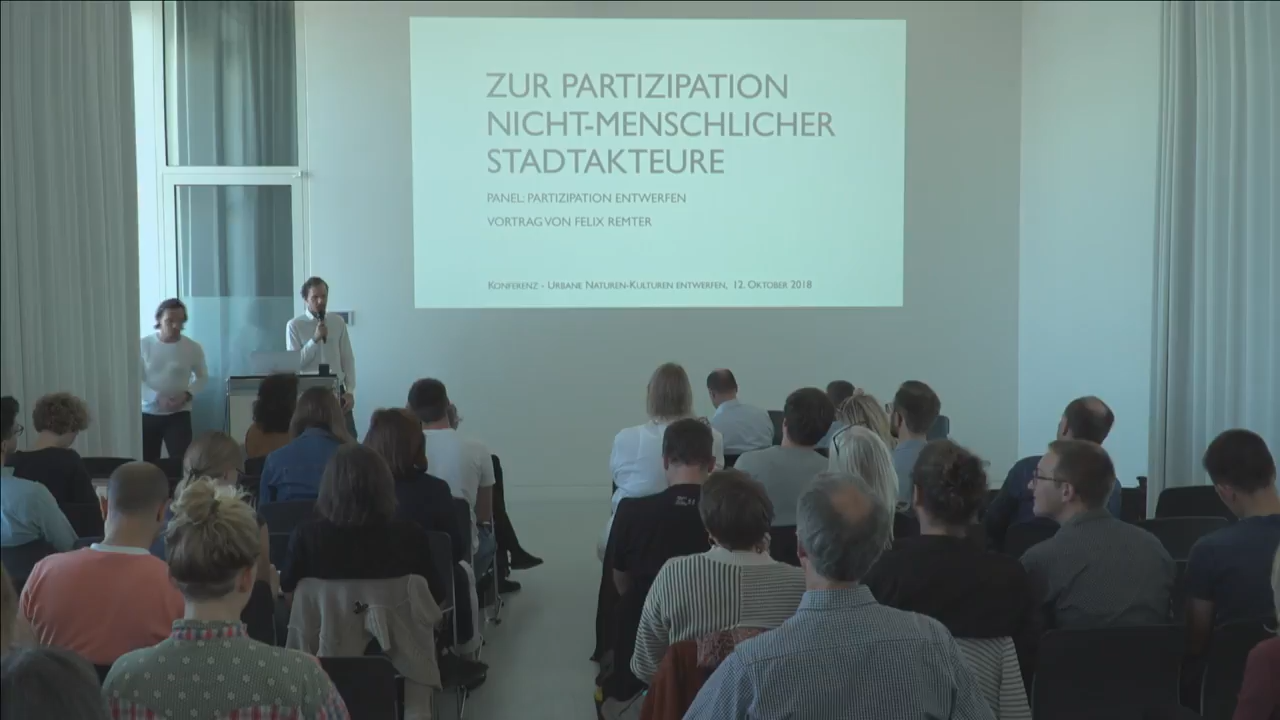 ZUR PARTIZIPATION
NICHT-MENSCHLICHER
STADTAKTEURE
PANEL: PARTIZIPATION ENTWERFEN
VORTRAG VON FELIX REMTER
KONFERENZ - URBANE NATUREN-KULTUREN ENTWERFEN, 12. OKTOBER 2018